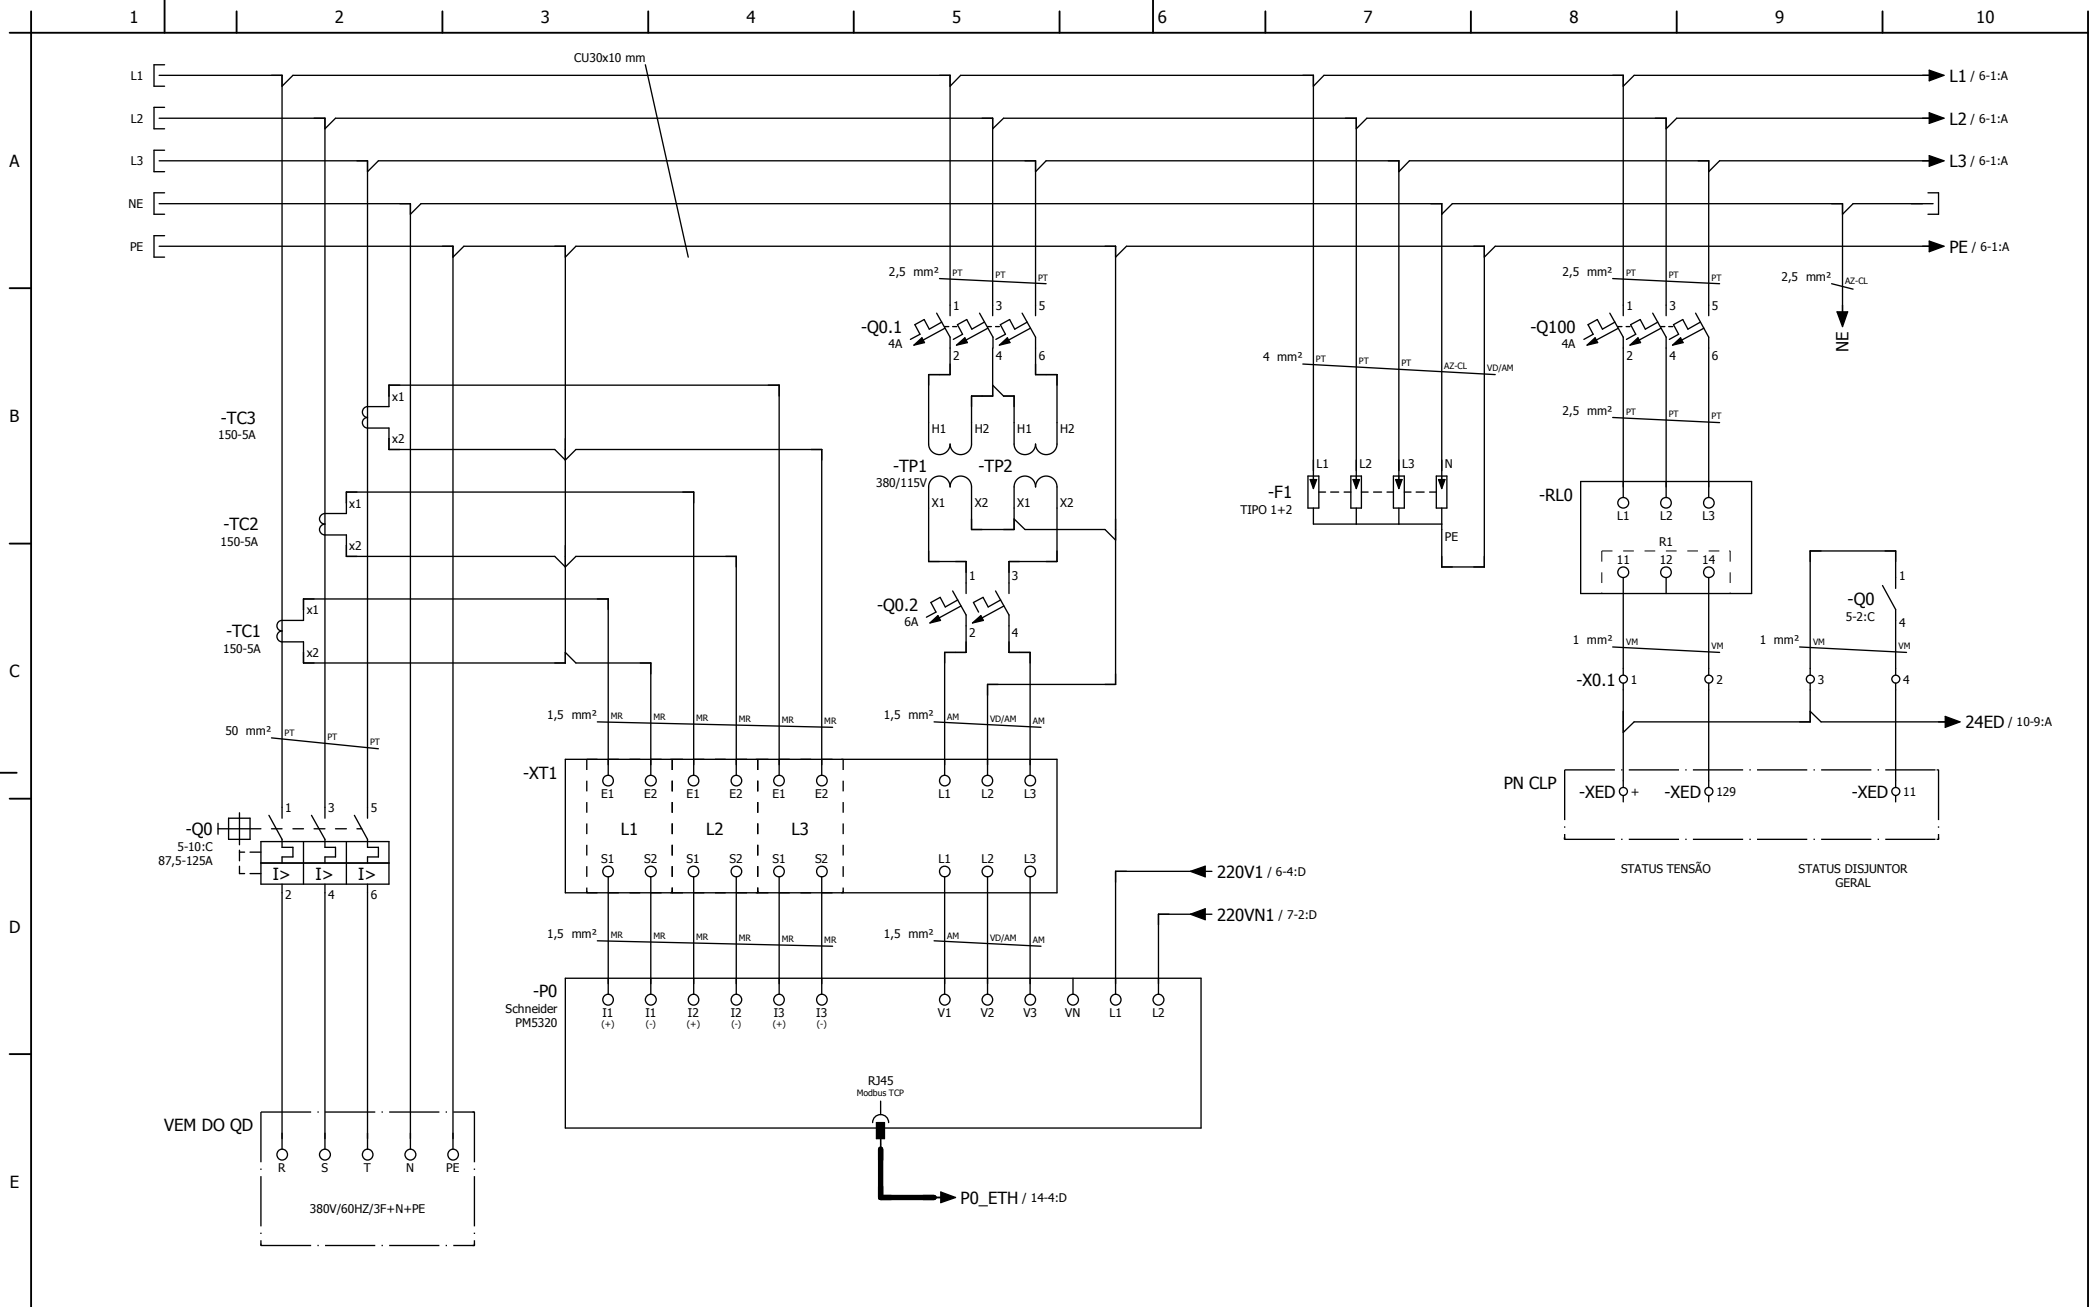 1 2 3 4 5 6 7 8 9 10
A
B
C
D
E
CU30x10 mm
L1
L2
L3
NE
PE
L1 / 6-1:A
L2 / 6-1:A
L3 / 6-1:A
PE / 6-1:A
-TC3
150-5A
x1
x2
-TC2
150-5A
x1
x2
-TC1
150-5A
x1
x2
50 mm² PT PT PT
-Q0
5-10:C
87,5-125A
1 3 5
I> I> I>
2 4 6
VEM DO QD
R S T N PE
380V/60HZ/3F+N+PE
2,5 mm² PT PT PT
-Q0.1
4A
1 3 5
2 4 6
H1 H2 H1 H2
-TP1
380/115V
-TP2
X1 X2 X1 X2
-Q0.2
6A
1 3
2 4
1,5 mm² MR MR MR MR MR MR
1,5 mm² AM VD/AM AM
-XT1
E1 E2 E1 E2 E1 E2 L1 L2 L3
L1 L2 L3
S1 S2 S1 S2 S1 S2 L1 L2 L3
1,5 mm² MR MR MR MR MR MR
1,5 mm² AM VD/AM AM
220V1 / 6-4:D
220VN1 / 7-2:D
-P0
Schneider
PM5320
I1 I1 I2 I2 I3 I3 V1 V2 V3 VN L1 L2
(+) (-) (+) (-) (+) (-)
RJ45
Modbus TCP
P0_ETH / 14-4:D
4 mm² PT PT PT AZ-CL VD/AM
L1 L2 L3 N
-F1
TIPO 1+2
PE
2,5 mm² PT PT PT
-Q100
4A
1 3 5
2 4 6
2,5 mm² PT PT PT
-RL0
L1 L2 L3
R1
11 12 14
1 mm² VM VM
-X0.1 1 2 3 4
2,5 mm² AZ-CL
NE
-Q0
5-2:C
1
4
1 mm² VM VM
24ED / 10-9:A
PN CLP
-XED + -XED 129 -XED 11
STATUS TENSÃO
STATUS DISJUNTOR
GERAL